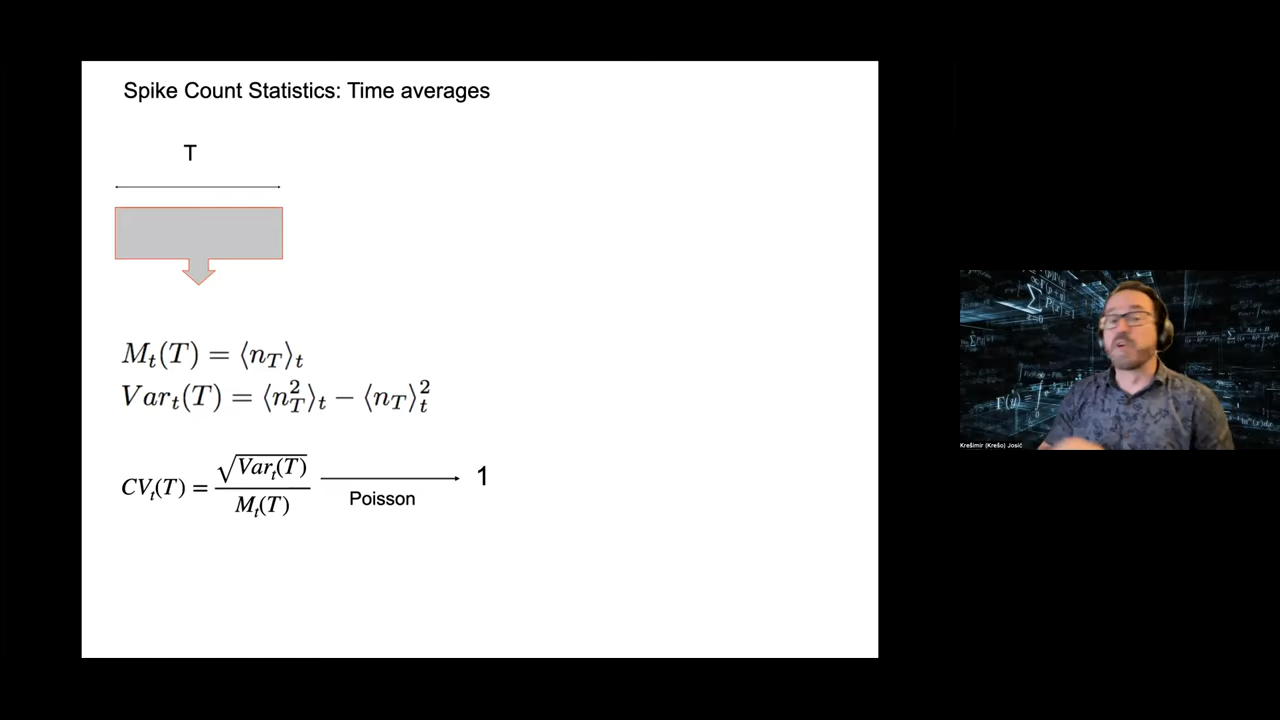 Spike Count Statistics: Time averages
T
M_t(T) = ⟨n_T⟩_t
Var_t(T) = ⟨n_T^2⟩_t − ⟨n_T⟩_t^2
CV_t(T) = √Var_t(T) / M_t(T)
Poisson
1
Krešimir (Krešo) Josić